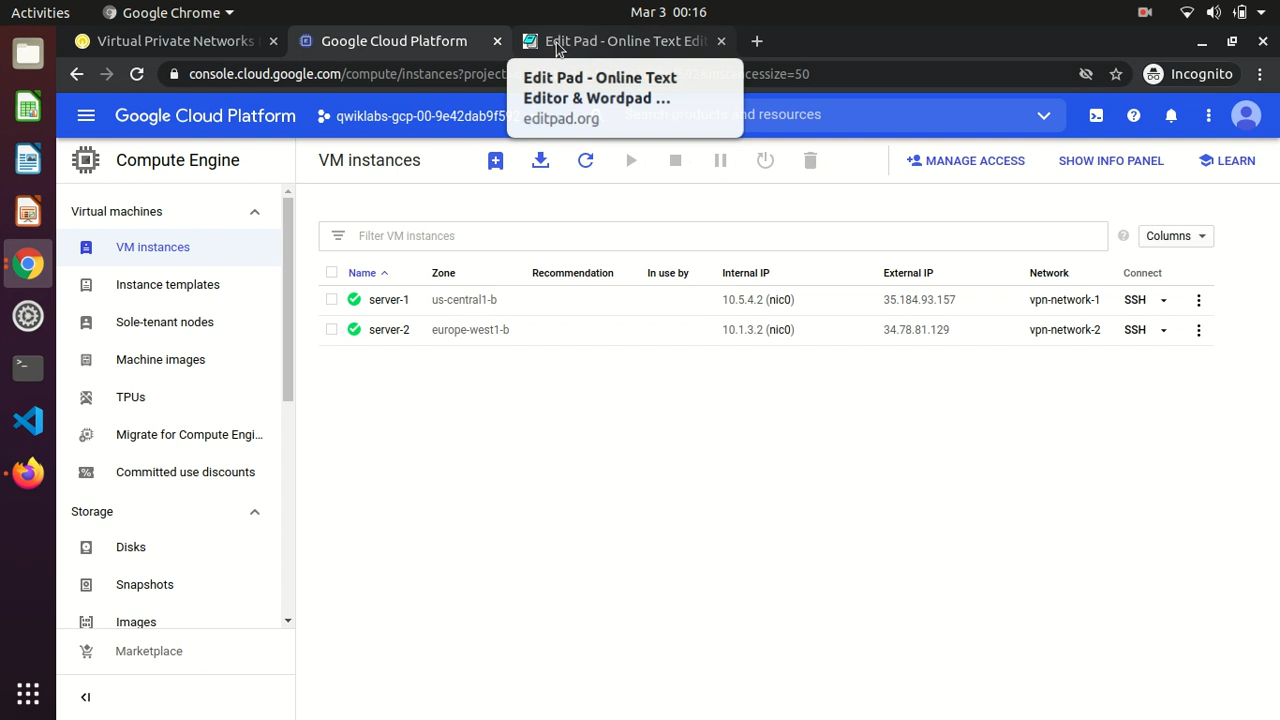 Activities
Google Chrome
Mar 3 00:16
Virtual Private Networks
Google Cloud Platform
Edit Pad - Online Text Edit
console.cloud.google.com/compute/instances?project
Incognito
Edit Pad - Online Text
Editor & Wordpad ...
editpad.org
Google Cloud Platform
Search products and resources
Compute Engine
VM instances
MANAGE ACCESS
SHOW INFO PANEL
LEARN
Virtual machines
VM instances
Instance templates
Sole-tenant nodes
Machine images
TPUs
Migrate for Compute Engi...
Committed use discounts
Storage
Disks
Snapshots
Images
Marketplace
Filter VM instances
Columns
Name Zone Recommendation In use by Internal IP External IP Network Connect
server-1 us-central1-b 10.5.4.2 (nic0) 35.184.93.157 vpn-network-1 SSH
server-2 europe-west1-b 10.1.3.2 (nic0) 34.78.81.129 vpn-network-2 SSH